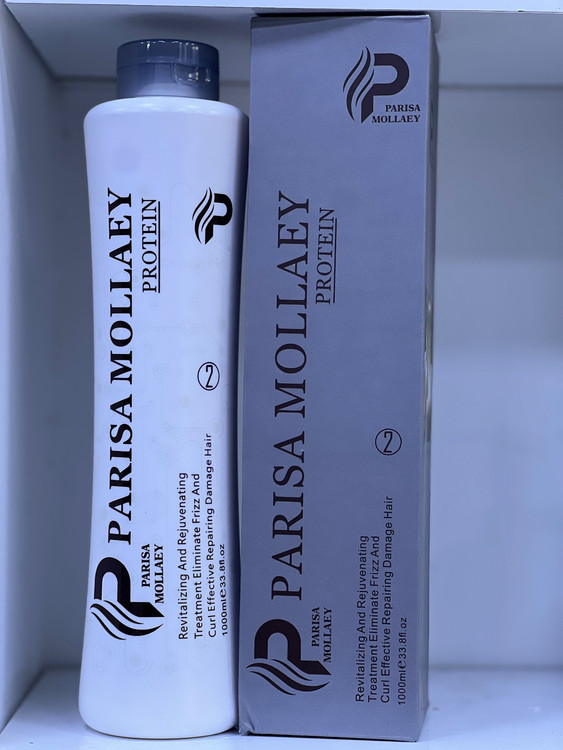 PARISA MOLLAEY
PROTEIN
2
Revitalizing And Rejuvenating
Treatment Eliminate Frizz And
Curl Effective Repairing Damage Hair
1000ml℮33.8fl.oz
P
PARISA
MOLLAEY
P
PARISA
MOLLAEY
PARISA MOLLAEY
PROTEIN
2
Revitalizing And Rejuvenating
Treatment Eliminate Frizz And
Curl Effective Repairing Damage Hair
1000ml℮33.8fl.oz
P
PARISA
MOLLAEY